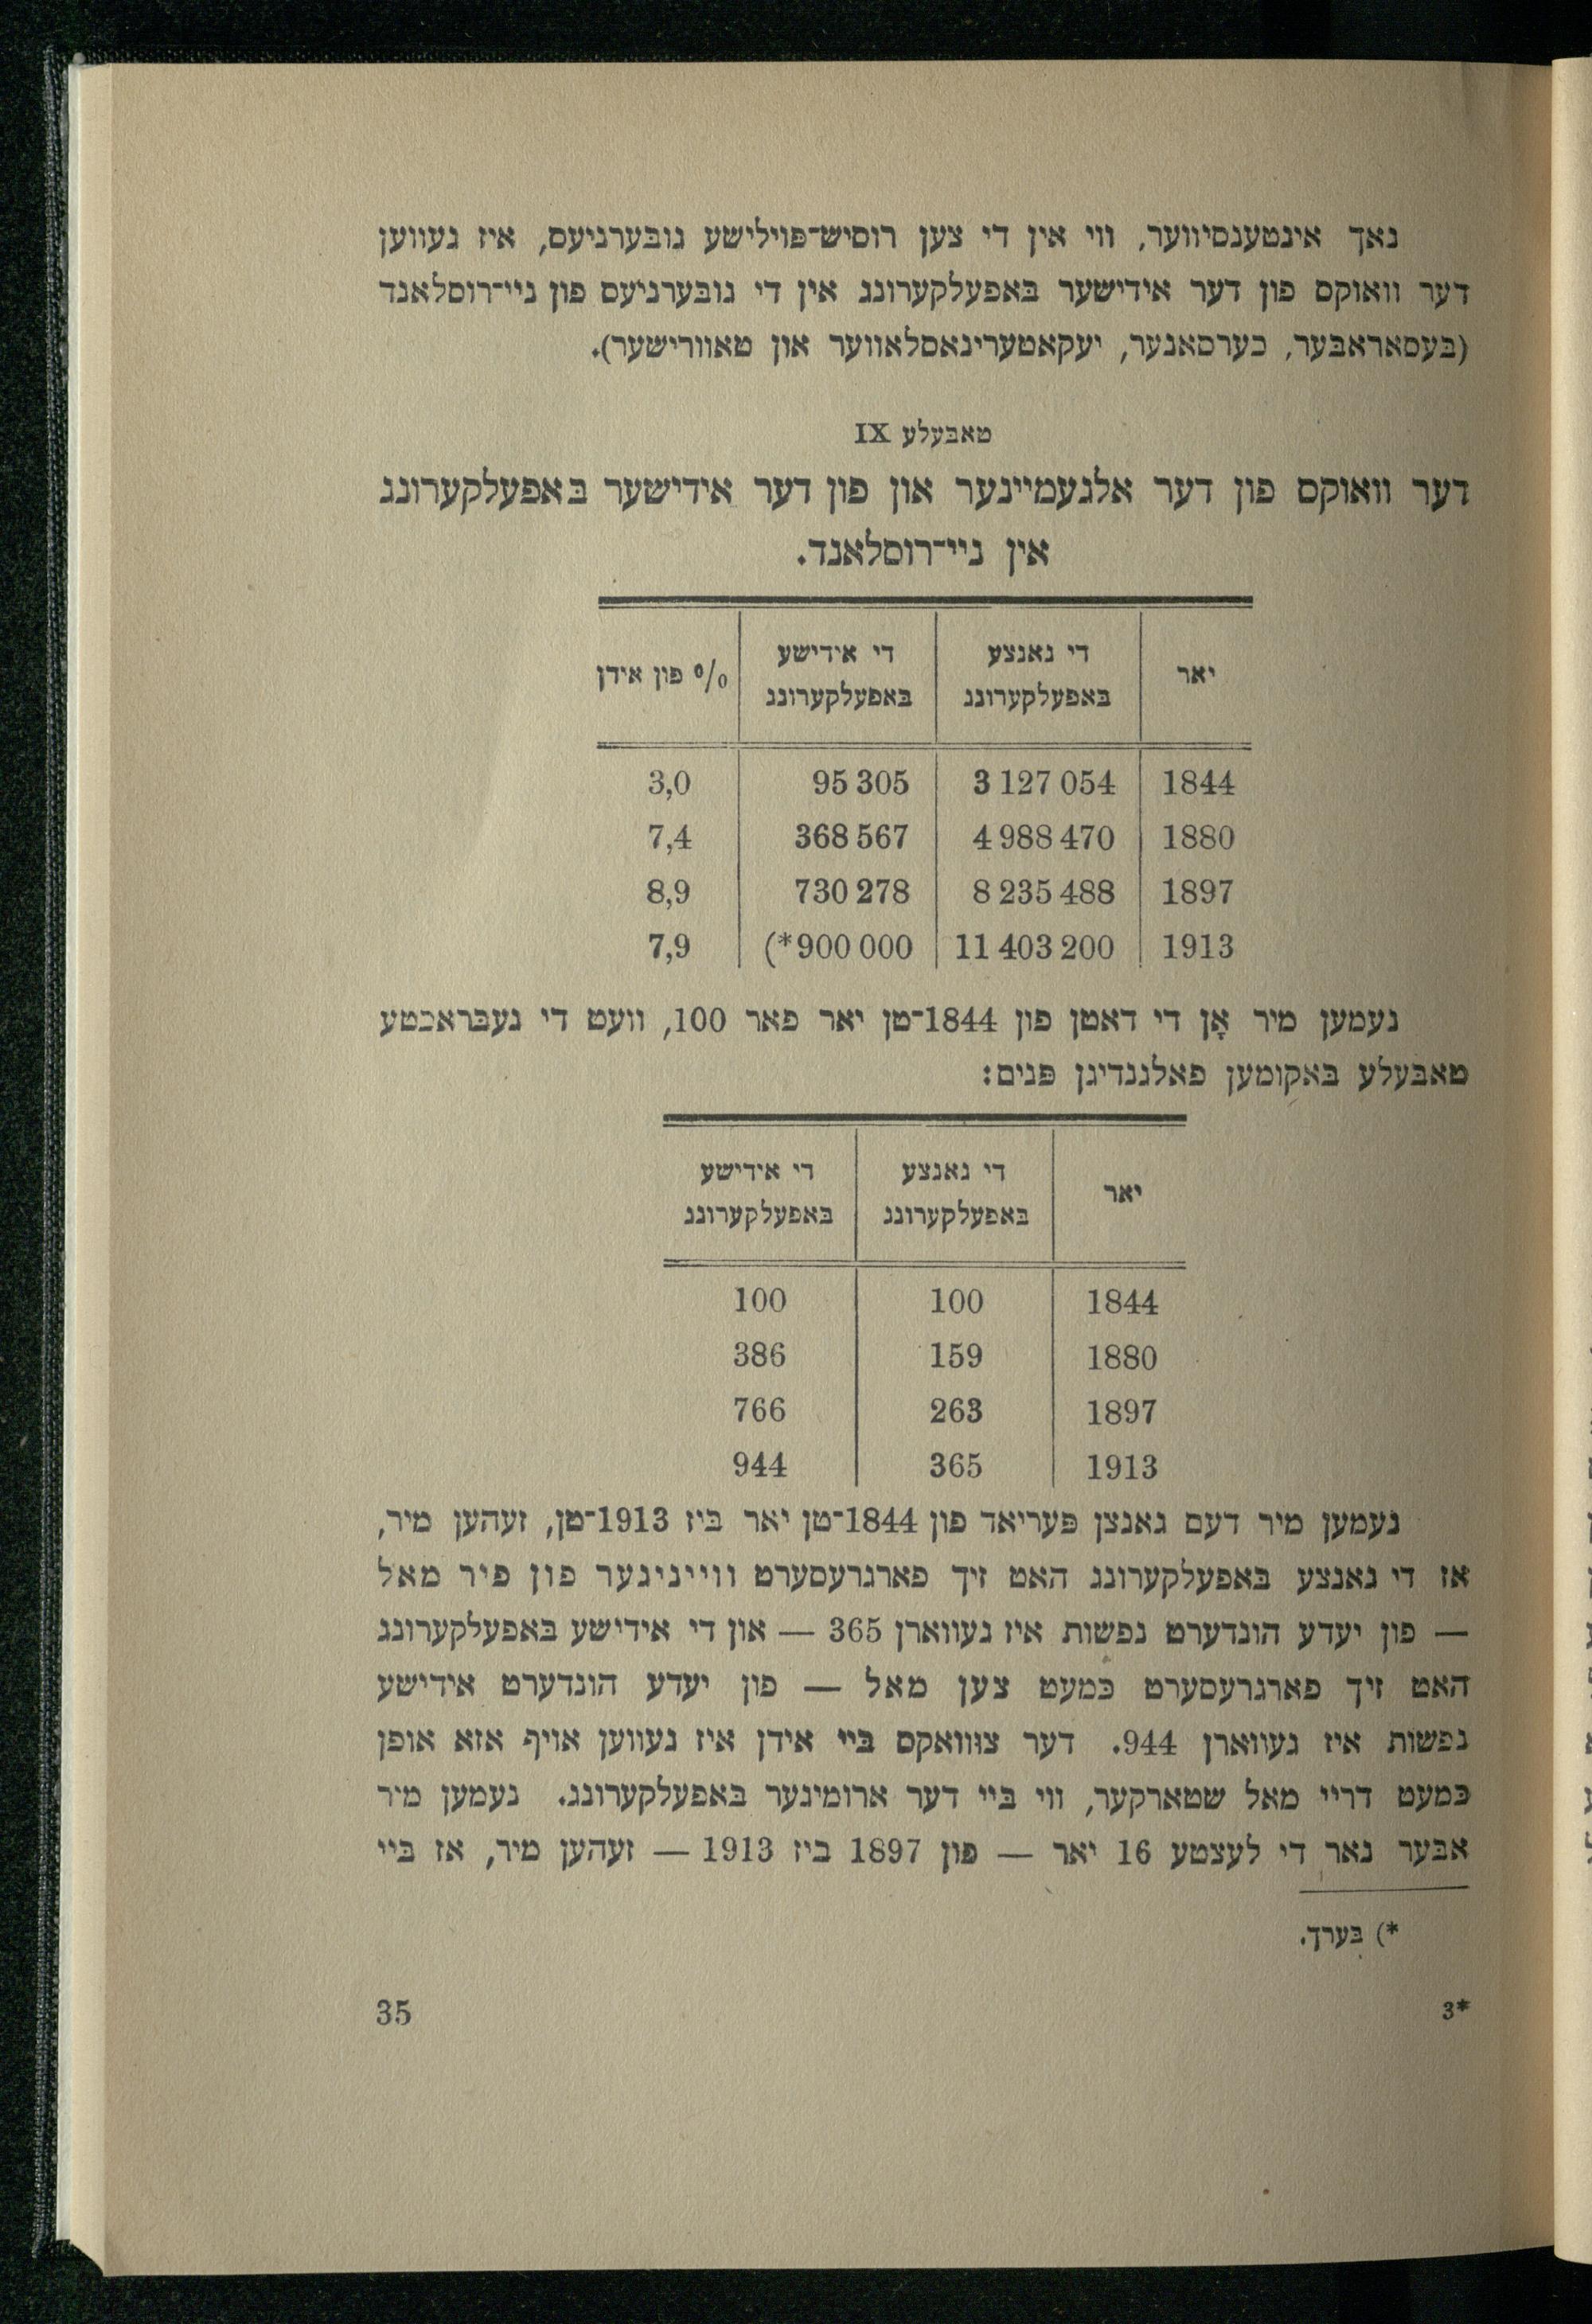 נאך אינטענסיווער, ווי אין די צען רוסיש־פוילישע גובערניעס, איז געווען
דער וואוקס פון דער אידישער באפעלקערונג אין די גובערניעס פון ניי־רוסלאנד
(בעסאראבער, כערסאנער, יעקאטערינאסלאווער און טאוורישער).
טאבעלע IX
דער וואוקס פון דער אלגעמיינער און פון דער אידישער באפעלקערונג
אין ניי־רוסלאנד.
יאר | די גאנצע באפעלקערונג | די אידישע באפעלקערונג | % פון אידן
1844 | 3 127 054 | 95 305 | 3,0
1880 | 4 988 470 | 368 567 | 7,4
1897 | 8 235 488 | 730 278 | 8,9
1913 | 11 403 200 | 900 000*) | 7,9
נעמען מיר אָן די דאטן פון 1844־טן יאר פאר 100, וועט די געבראכטע
טאבעלע באקומען פאלגנדיגן פנים:
יאר | די גאנצע באפעלקערונג | די אידישע באפעלקערונג
1844 | 100 | 100
1880 | 159 | 386
1897 | 263 | 766
1913 | 365 | 944
נעמען מיר דעם גאנצן פעריאד פון 1844־טן יאר ביז 1913־טן, זעהען מיר,
אז די גאנצע באפעלקערונג האט זיך פארגרעסערט ווייניגער פון פיר מאל
— פון יעדע הונדערט נפשות איז געווארן 365 — און די אידישע באפעלקערונג
האט זיך פארגרעסערט כמעט צען מאל — פון יעדע הונדערט אידישע
נפשות איז געווארן 944. דער צוּוואקס ביי אידן איז געווען אויף אזא אופן
כמעט דריי מאל שטארקער, ווי ביי דער ארומיגער באפעלקערונג. נעמען מיר
אבער נאר די לעצטע 16 יאר — פון 1897 ביז 1913 — זעהען מיר, אז ביי
*) בערך.
3*
35